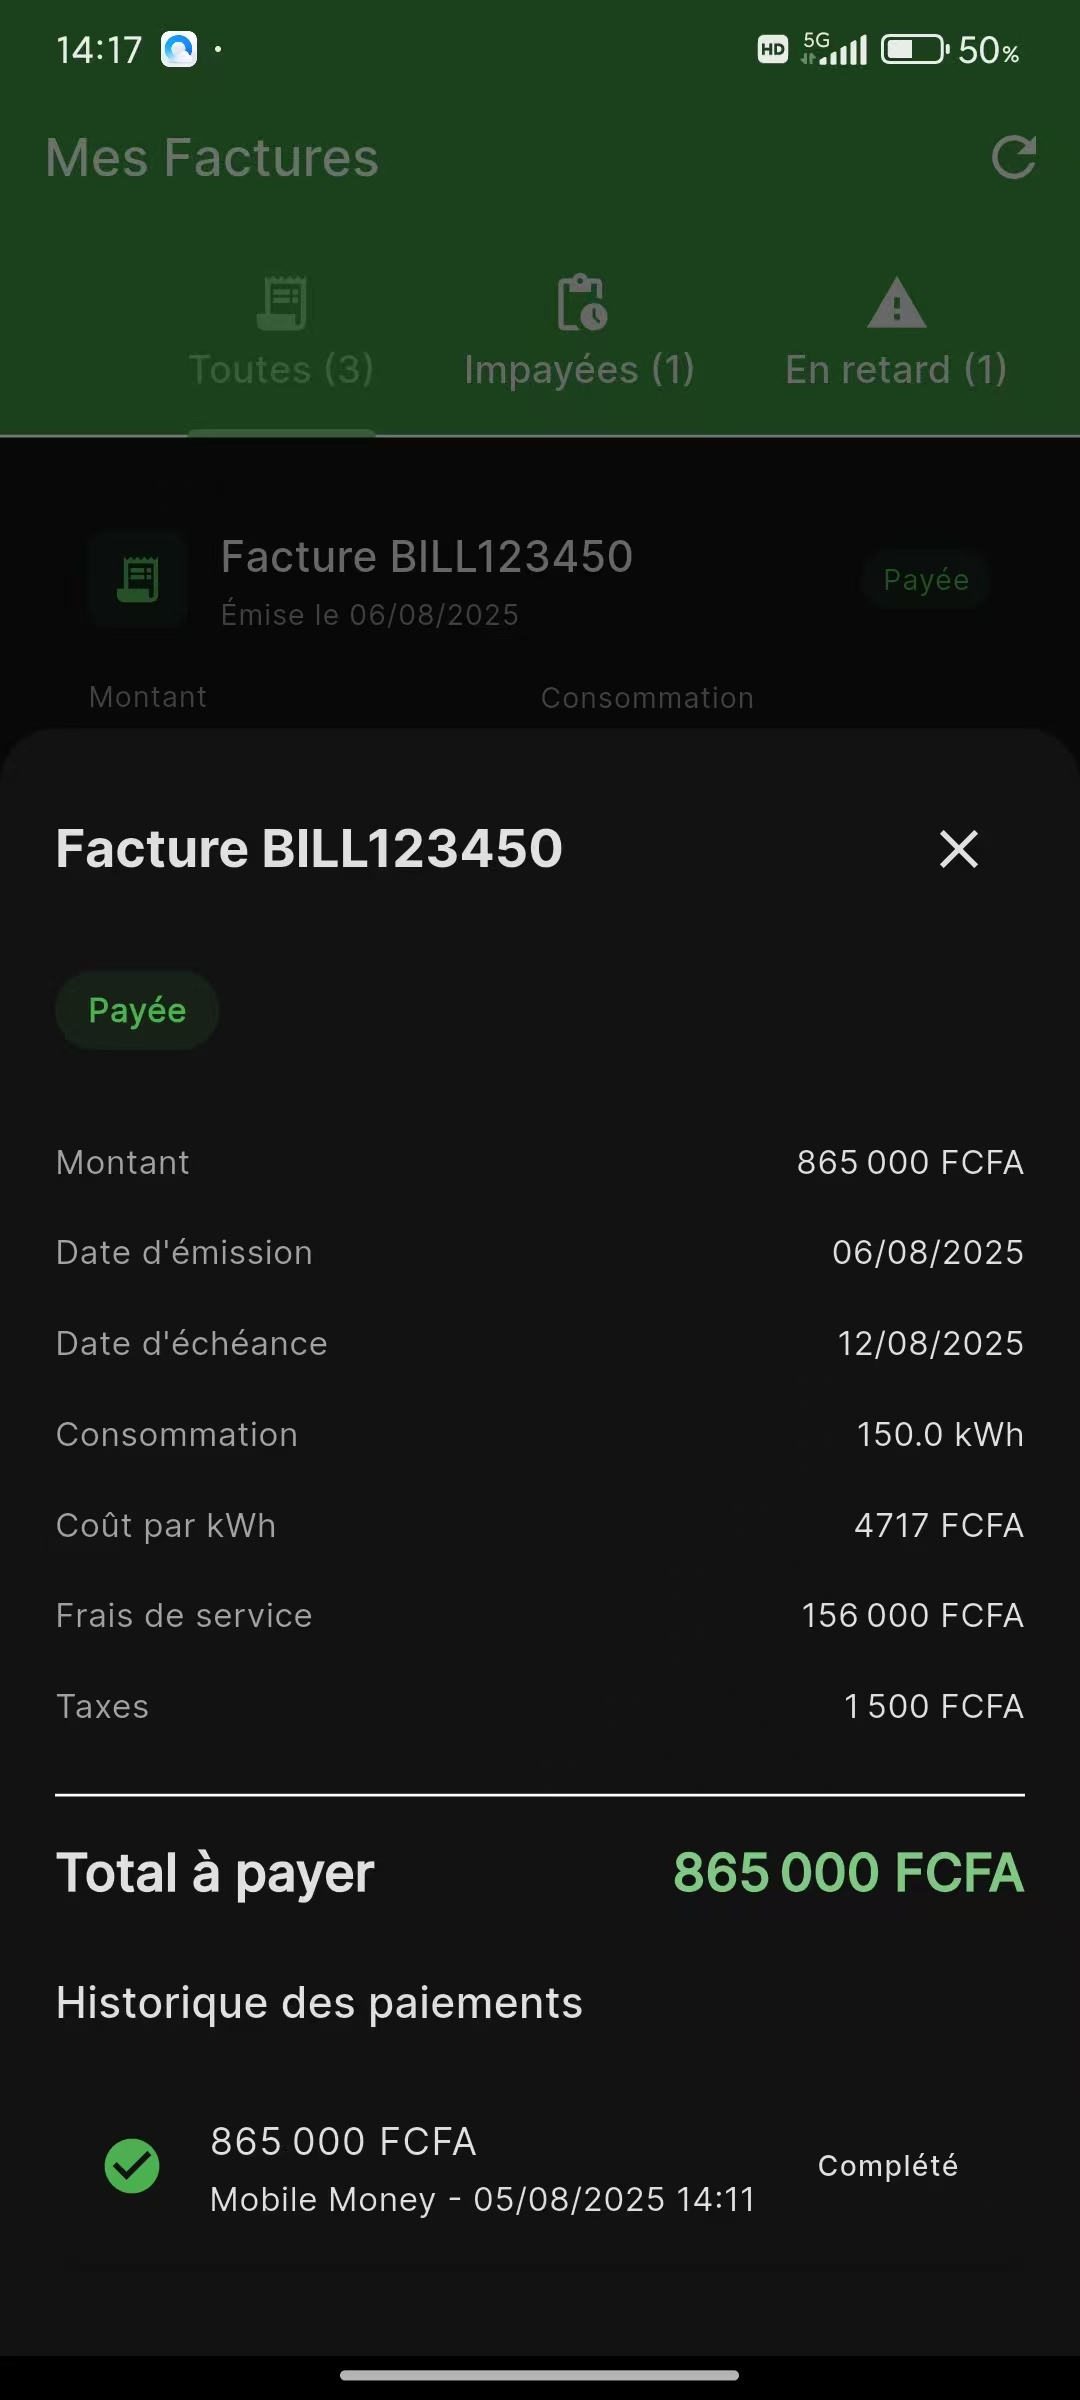 14:17
HD 5G 50%
Mes Factures
Toutes (3) Impayées (1) En retard (1)
Facture BILL123450
Payée
Émise le 06/08/2025
Montant Consommation
Facture BILL123450
Payée
Montant 865 000 FCFA
Date d'émission 06/08/2025
Date d'échéance 12/08/2025
Consommation 150.0 kWh
Coût par kWh 4717 FCFA
Frais de service 156 000 FCFA
Taxes 1 500 FCFA
Total à payer 865 000 FCFA
Historique des paiements
865 000 FCFA
Mobile Money - 05/08/2025 14:11
Complété